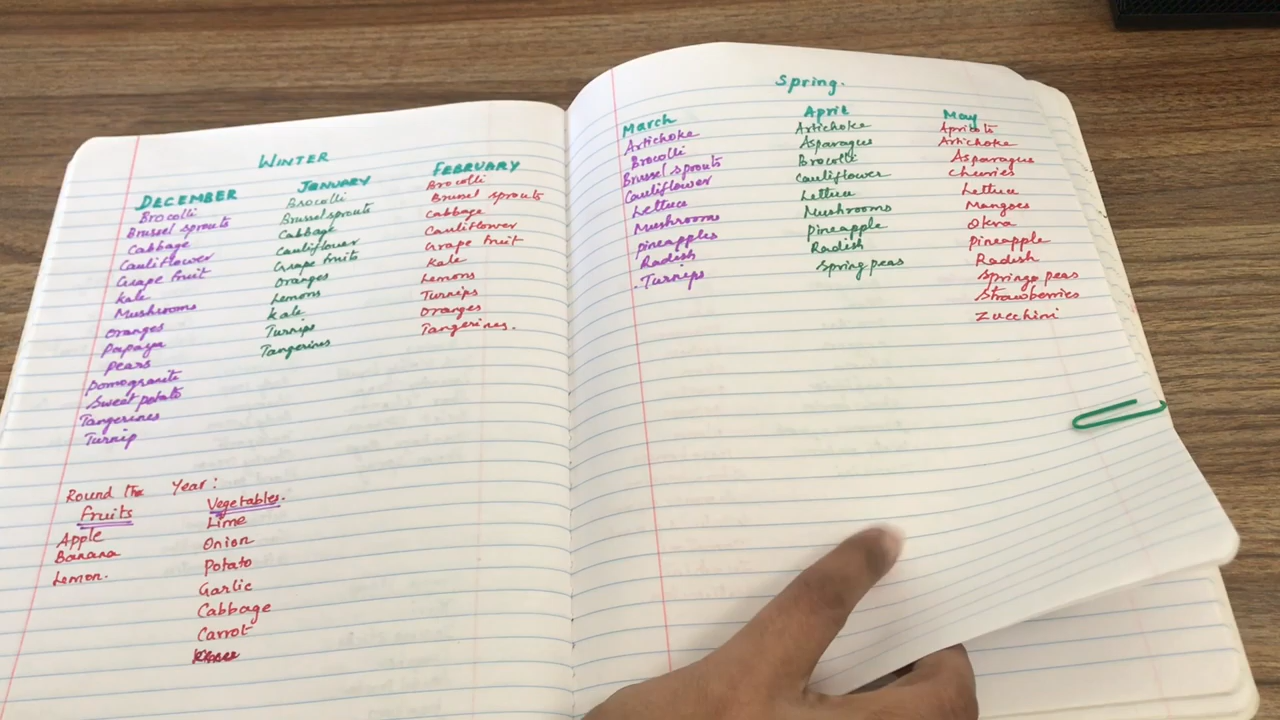 WINTER
DECEMBER
Brocolli
Brussel sprouts
Cabbage
Cauliflower
Grape fruit
Kale
Mushrooms
Oranges
Papaya
Pears
Pomogranite
Sweet potato
Tangerines
Turnip
JANUARY
Brocolli
Brussel sprouts
Cabbage
Cauliflower
Grape fruits
Oranges
Lemons
Kale
Turnips
Tangerines
FEBRUARY
Brocolli
Brussel sprouts
Cabbage
Cauliflower
Grape fruit
Kale
Lemons
Turnips
Oranges
Tangerines.
Round the Year:
Fruits
Apple
Banana
Lemon.
Vegetables.
Lime
Onion
Potato
Garlic
Cabbage
Carrot
Spring.
March
Artichoke
Brocolli
Brussel sprouts
Cauliflower
Lettuce
Mushrooms
pineapples
Radish
Turnips
April
Artichoke
Asparagus
Brocolli
Cauliflower
Lettuce
Mushrooms
Pineapple
Radish
Spring peas
May
Apricots
Artichoke
Asparagus
Cherries
Lettuce
Mangoes
Okra
Pineapple
Radish
Springs peas
Strawberries
Zucchini